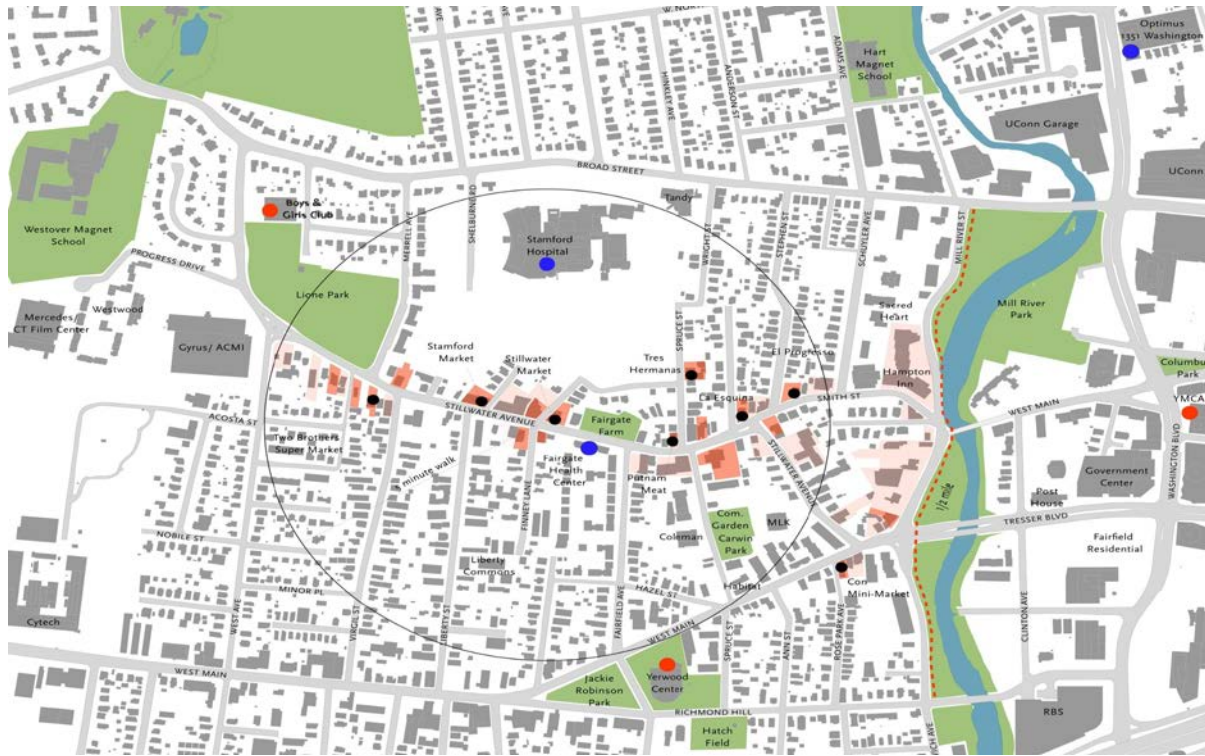 W. NORTH
Optimus
1351 Washington
ADAMS AVE
Hart
Magnet
School
HINKLEY AVE
ANDERSON ST
UConn Garage
BROAD STREET
UConn
Boys &
Girls Club
Tandy
Westover Magnet
School
MERRELL AVE
SHELBURNE RD
Stamford
Hospital
WRIGHT ST
STEPHEN ST
SCHUYLER AVE
MILL RIVER ST
PROGRESS DRIVE
Lione Park
Mercedes/
CT Film Center
Westwood
Sacred
Heart
Mill River
Park
Gyrus/ ACMI
Stamford
Market
Stillwater
Market
Tres
Hermanas
SPRUCE ST
El Progresso
Hampton
Inn
Columbus
Park
La Esquina
SMITH ST
WEST MAIN
YMCA
STILLWATER AVENUE
Fairgate
Farm
ACOSTA ST
Two Brothers
Super Market
5 minute walk
Fairgate
Health
Center
Putnam
Meat
STILLWATER AVENUE
WASHINGTON BLVD
Government
Center
FINNEY LANE
1/2 mile
Post
House
TRESSER BLVD
NOBILE ST
Com.
Garden
Carwin
Park
MLK
Coleman
Fairfield
Residential
Liberty
Commons
Habitat
Con
Mini-Market
MINOR PL
HAZEL ST
Cytech
WEST AVE
VIRGIL ST
LIBERTY ST
FAIRFIELD AVE
WEST MAIN
SPRUCE ST
ANN ST
ROSE PARK AVE
CLINTON AVE
WEST MAIN
Yerwood
Center
Jackie
Robinson
Park
RICHMOND HILL
Hatch
Field
RBS